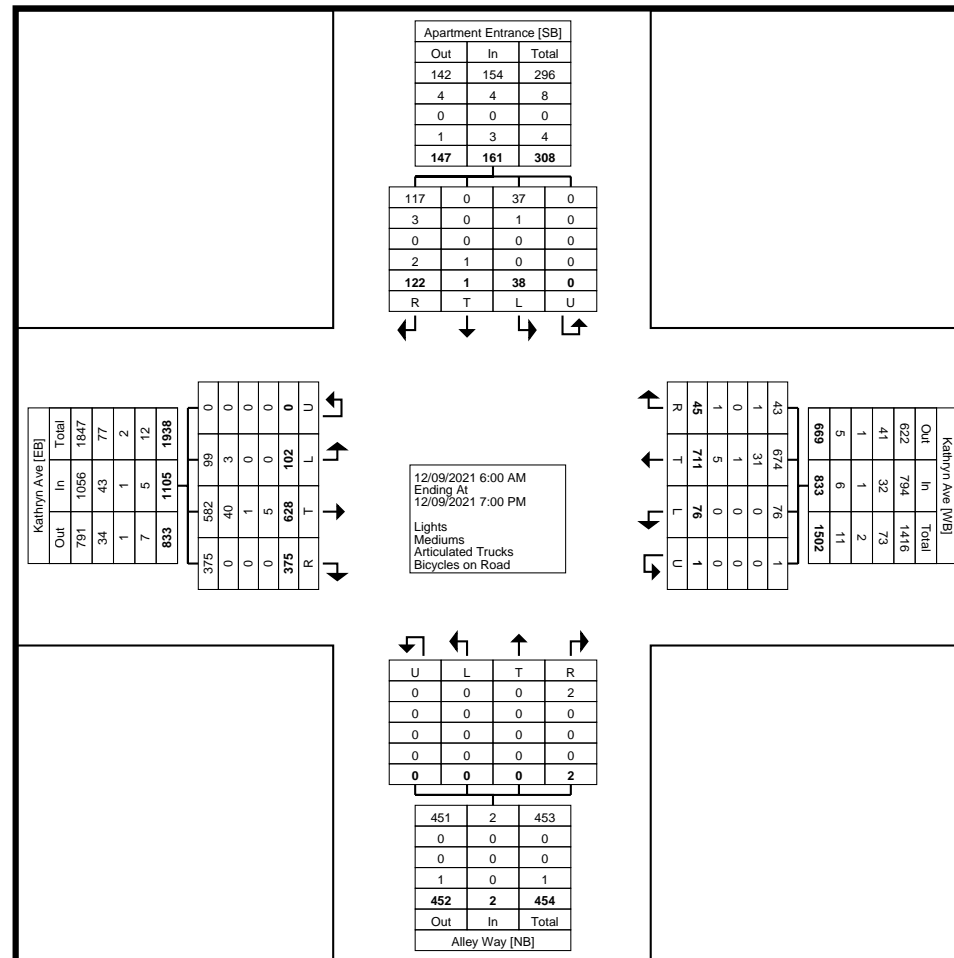 Apartment Entrance [SB]
Out In Total
142 154 296
4 4 8
0 0 0
1 3 4
147 161 308
117 0 37 0
3 0 1 0
0 0 0 0
2 1 0 0
122 1 38 0
R T L U
Kathryn Ave [EB]
Total In Out
1847 1056 791
77 43 34
2 1 1
12 5 7
1938 1105 833
0 99 582 375
0 3 40 0
0 0 1 0
0 0 5 0
0 102 628 375
U L T R
12/09/2021 6:00 AM
Ending At
12/09/2021 7:00 PM
Lights
Mediums
Articulated Trucks
Bicycles on Road
R T L U
45 711 76 1
1 5 0 0
0 1 0 0
1 31 0 0
43 674 76 1
Kathryn Ave [WB]
Out In Total
622 794 1416
41 32 73
1 1 2
5 6 11
669 833 1502
U L T R
0 0 0 2
0 0 0 0
0 0 0 0
0 0 0 0
0 0 0 2
451 2 453
0 0 0
0 0 0
1 0 1
452 2 454
Out In Total
Alley Way [NB]